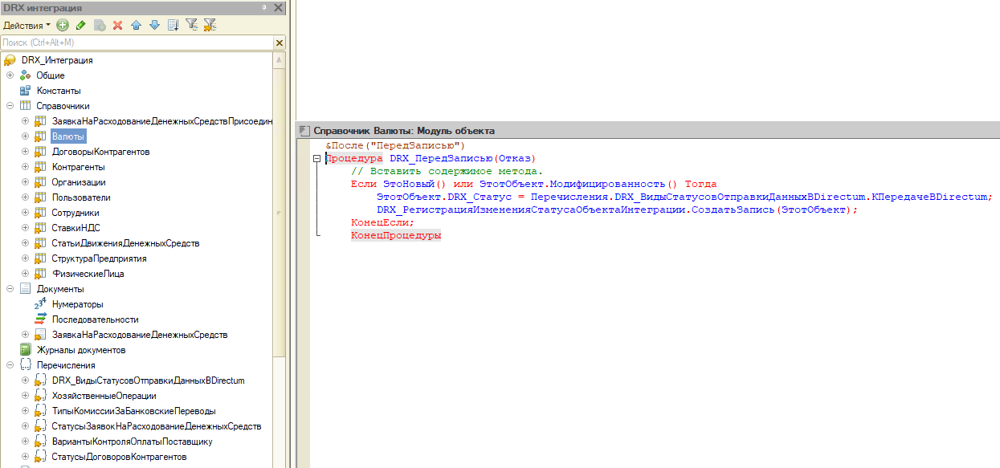 DRX интеграция
Действия
Поиск (Ctrl+Alt+M)
DRX_Интеграция
Общие
Константы
Справочники
ЗаявкаНаРасходованиеДенежныхСредствПрисоедин
Валюты
ДоговорыКонтрагентов
Контрагенты
Организации
Пользователи
Сотрудники
СтавкиНДС
СтатьиДвиженияДенежныхСредств
СтруктураПредприятия
ФизическиеЛица
Документы
Нумераторы
Последовательности
ЗаявкаНаРасходованиеДенежныхСредств
Журналы документов
Перечисления
DRX_ВидыСтатусовОтправкиДанныхВDirectum
ХозяйственныеОперации
ТипыКомиссииЗаБанковскиеПереводы
СтатусыЗаявокНаРасходованиеДенежныхСредств
ВариантыКонтроляОплатыПоставщику
СтатусыДоговоровКонтрагентов
Справочник Валюты: Модуль объекта
&После("ПередЗаписью")
Процедура DRX_ПередЗаписью(Отказ)
// Вставить содержимое метода.
Если ЭтоНовый() или ЭтотОбъект.Модифицированность() Тогда
ЭтотОбъект.DRX_Статус = Перечисления.DRX_ВидыСтатусовОтправкиДанныхВDirectum.КПередачеВDirectum;
DRX_РегистрацияИзмененияСтатусаОбъектаИнтеграции.СоздатьЗапись(ЭтотОбъект);
КонецЕсли;
КонецПроцедуры